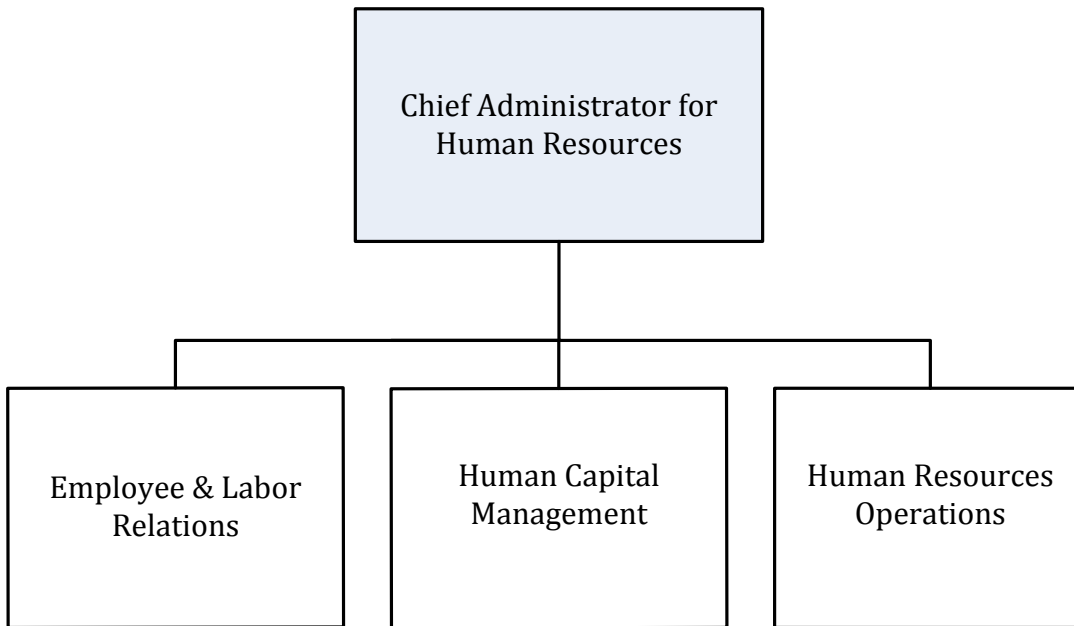 Chief Administrator for
Human Resources
Employee & Labor
Relations
Human Capital
Management
Human Resources
Operations